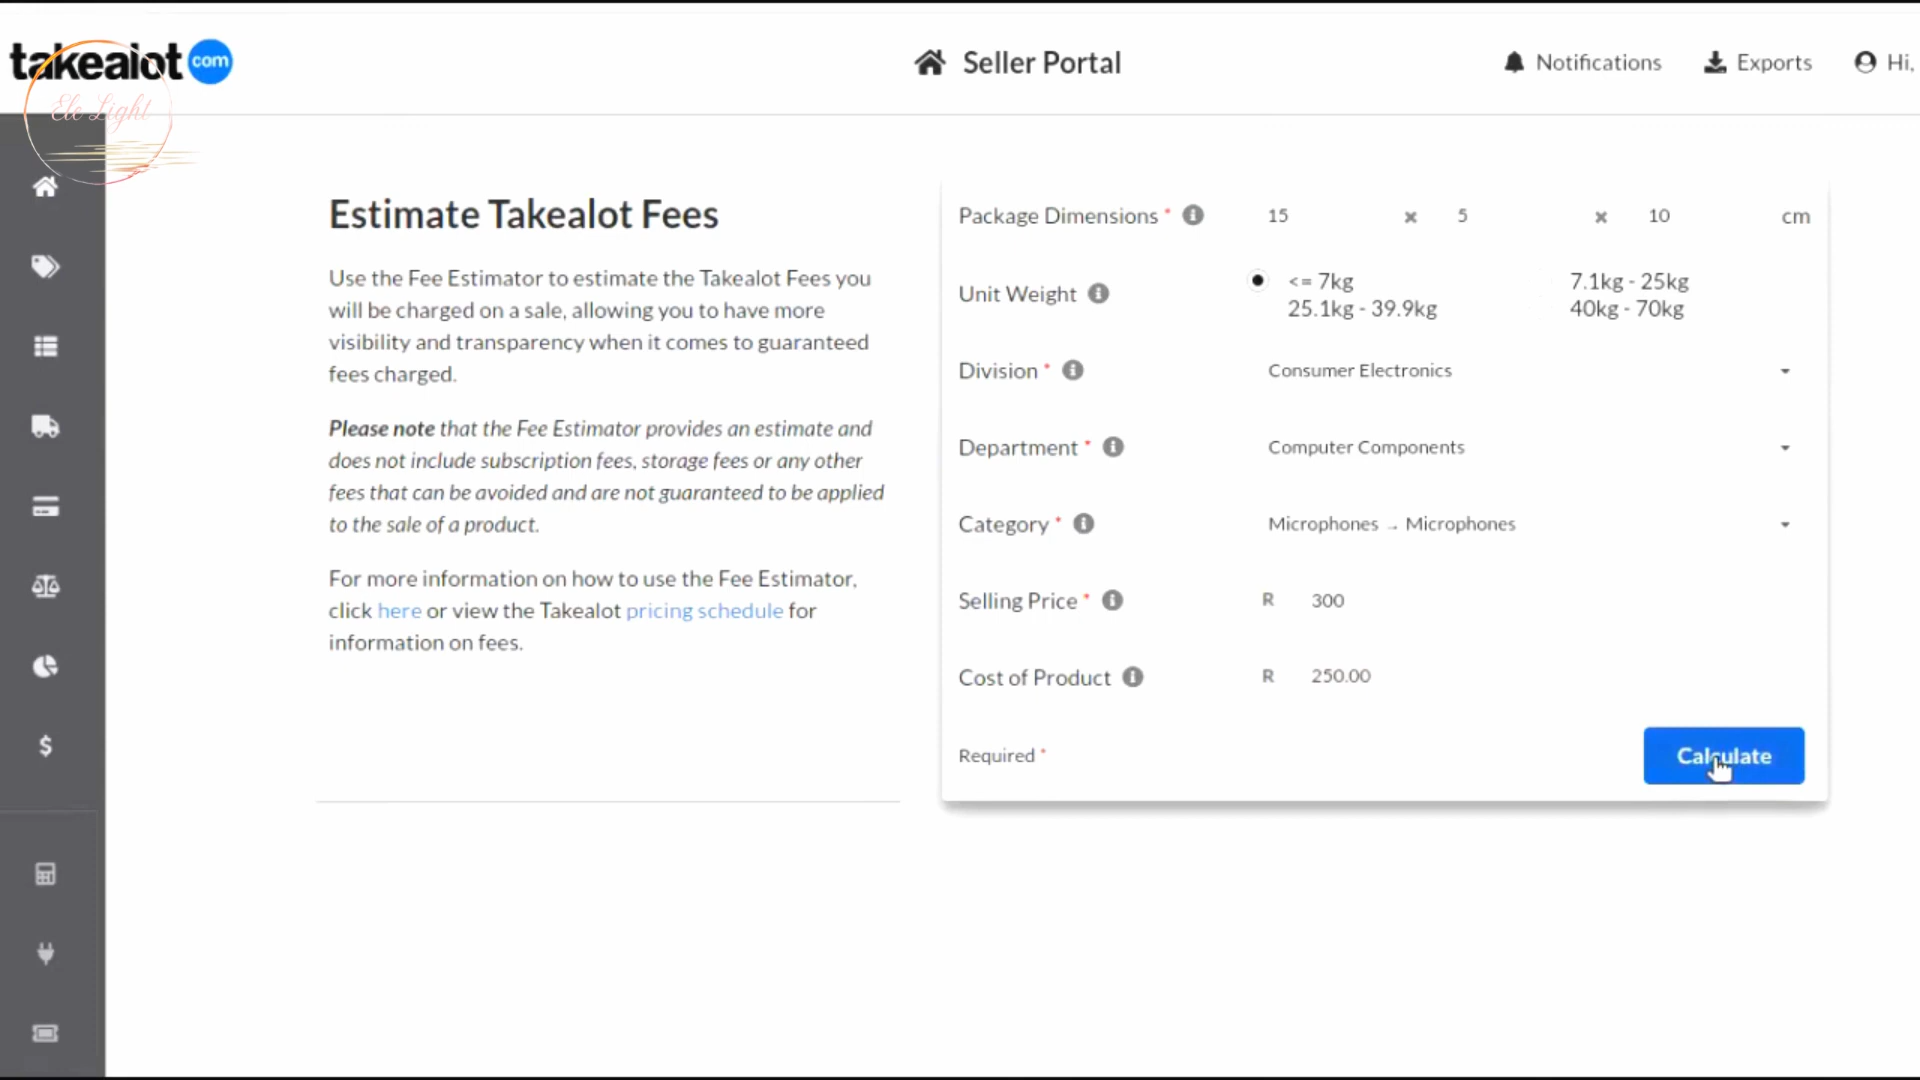 takealot com
Ele Light
Seller Portal
Notifications
Exports
Hi,
Estimate Takealot Fees
Use the Fee Estimator to estimate the Takealot Fees you
will be charged on a sale, allowing you to have more
visibility and transparency when it comes to guaranteed
fees charged.
Please note that the Fee Estimator provides an estimate and
does not include subscription fees, storage fees or any other
fees that can be avoided and are not guaranteed to be applied
to the sale of a product.
For more information on how to use the Fee Estimator,
click here or view the Takealot pricing schedule for
information on fees.
Package Dimensions * 15 x 5 x 10 cm
Unit Weight
<= 7kg 7.1kg - 25kg
25.1kg - 39.9kg 40kg - 70kg
Division * Consumer Electronics
Department * Computer Components
Category * Microphones → Microphones
Selling Price * R 300
Cost of Product R 250.00
Required *
Calculate